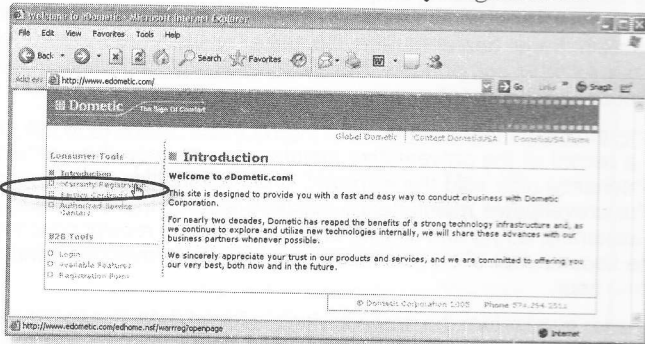 Welcome to eDometic - Microsoft Internet Explorer
File Edit View Favorites Tools Help
Back Search Favorites
Address http://www.edometic.com/ Go Links » SnagIt
Dometic The Sign Of Comfort
Global Dometic Contact DometicUSA DometicUSA Home
Consumer Tools
Introduction
Warranty Registration
Service Contracts
Authorized Service
Centers
B2B Tools
Login
Available Features
Registration Form
Introduction
Welcome to eDometic.com!
This site is designed to provide you with a fast and easy way to conduct ebusiness with Dometic
Corporation.
For nearly two decades, Dometic has reaped the benefits of a strong technology infrastructure and, as
we continue to explore and utilize new technologies internally, we will share these advances with our
business partners whenever possible.
We sincerely appreciate your trust in our products and services, and we are committed to offering you
our very best, both now and in the future.
© Dometic Corporation 2005 Phone
http://www.edometic.com/edhome.nsf/warrreg?openpage
Internet